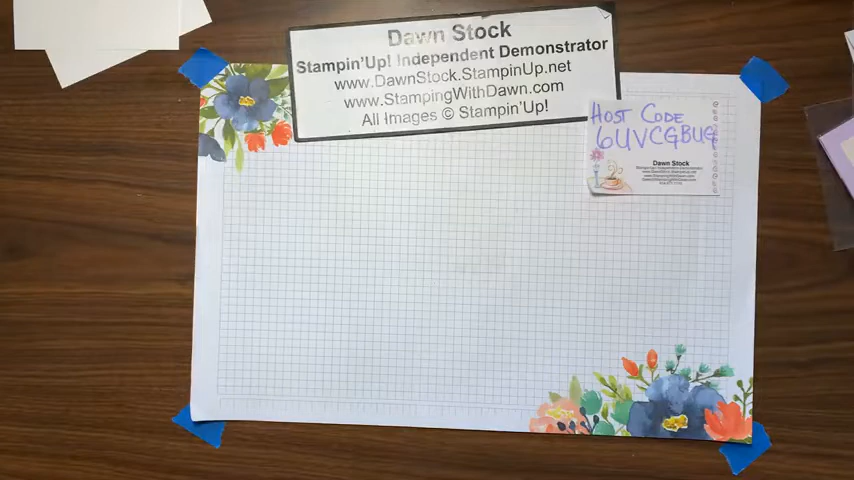 Dawn Stock
Stampin'Up! Independent Demonstrator
www.DawnStock.StampinUp.net
www.StampingWithDawn.com
All Images © Stampin'Up!
HOST CODE
6UVCGBUG
Dawn Stock